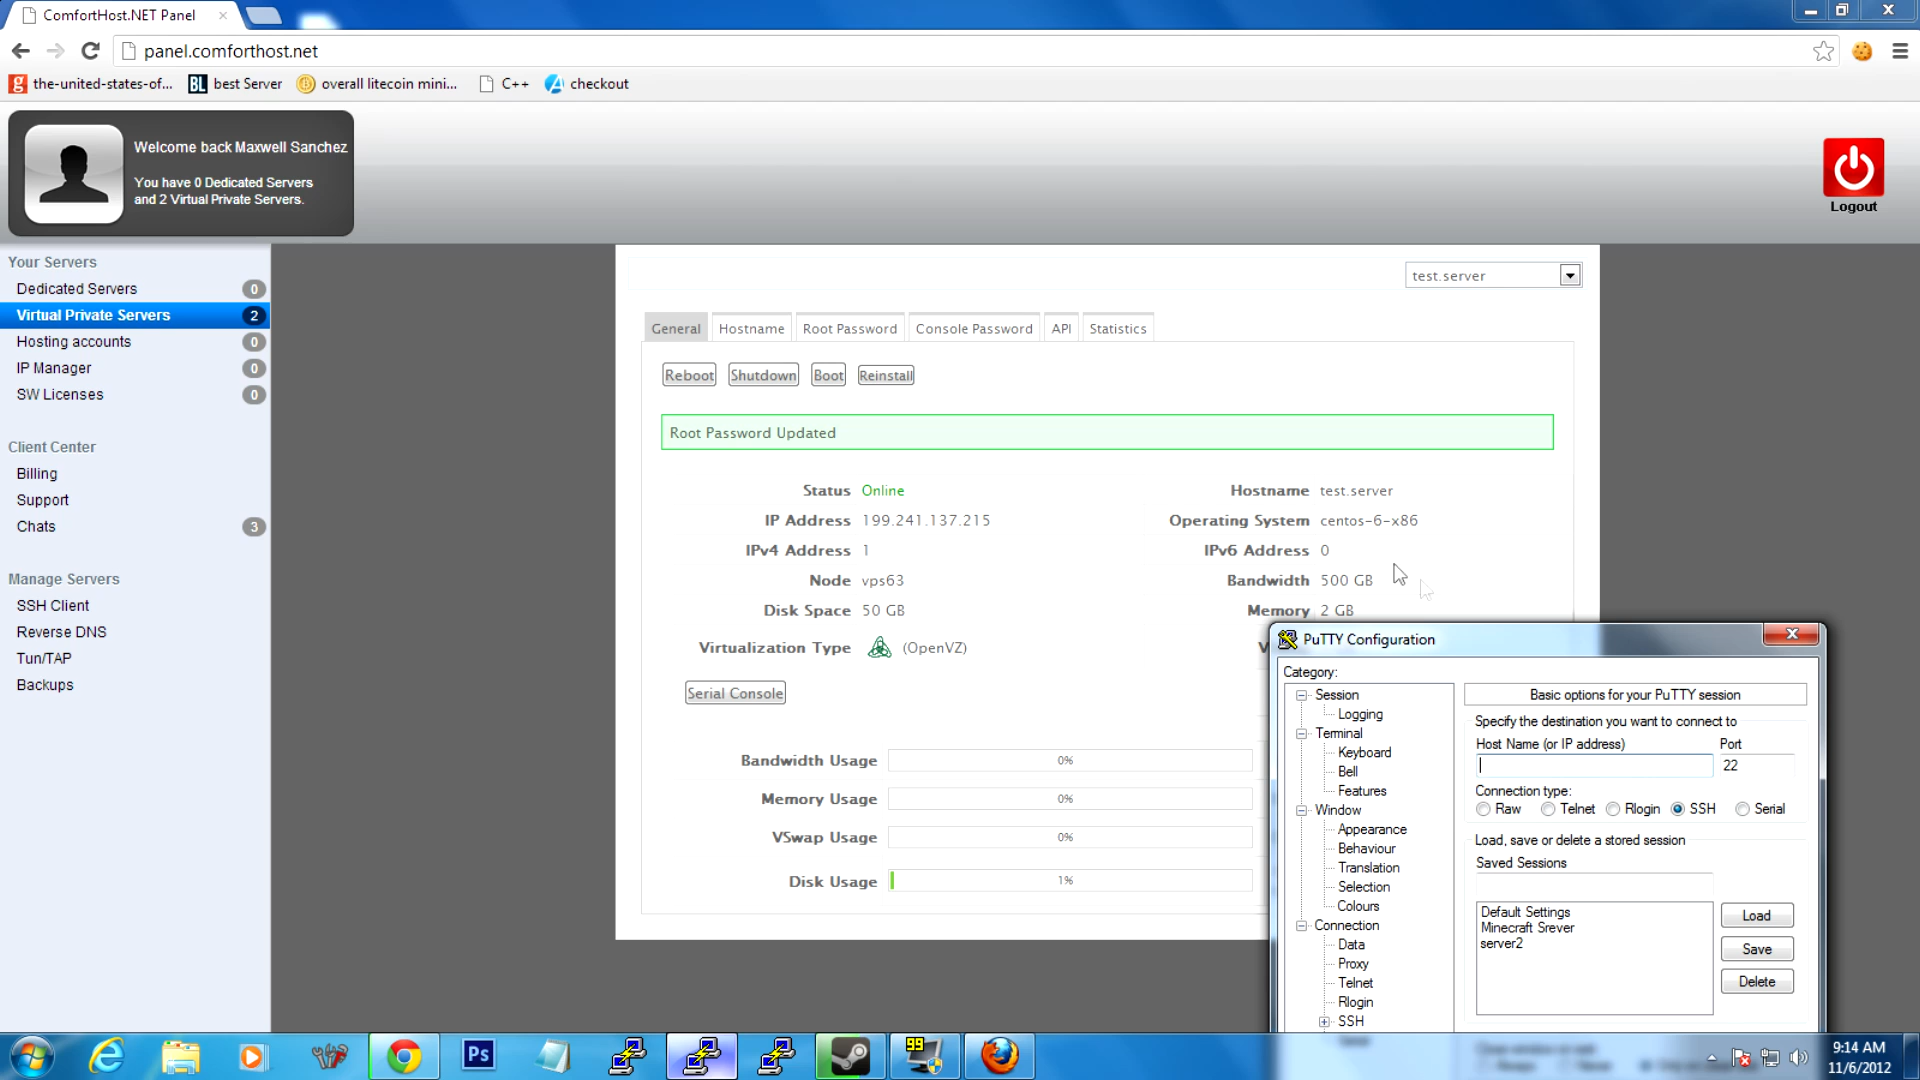 ComfortHost.NET Panel
panel.comforthost.net
the-united-states-of...
best Server
overall litecoin mini...
C++
checkout
Welcome back Maxwell Sanchez
You have 0 Dedicated Servers
and 2 Virtual Private Servers.
Logout
Your Servers
Dedicated Servers 0
Virtual Private Servers 2
Hosting accounts 0
IP Manager 0
SW Licenses 0
Client Center
Billing
Support
Chats 3
Manage Servers
SSH Client
Reverse DNS
Tun/TAP
Backups
test.server
General Hostname Root Password Console Password API Statistics
Reboot Shutdown Boot Reinstall
Root Password Updated
Status Online Hostname test.server
IP Address 199.241.137.215 Operating System centos-6-x86
IPv4 Address 1 IPv6 Address 0
Node vps63 Bandwidth 500 GB
Disk Space 50 GB Memory 2 GB
Virtualization Type (OpenVZ)
Serial Console
Bandwidth Usage 0%
Memory Usage 0%
VSwap Usage 0%
Disk Usage 1%
PuTTY Configuration
Category:
Session
Logging
Terminal
Keyboard
Bell
Features
Window
Appearance
Behaviour
Translation
Selection
Colours
Connection
Data
Proxy
Telnet
Rlogin
SSH
Basic options for your PuTTY session
Specify the destination you want to connect to
Host Name (or IP address) Port
22
Connection type:
Raw Telnet Rlogin SSH Serial
Load, save or delete a stored session
Saved Sessions
Default Settings
Minecraft Srever
server2
Load
Save
Delete
Ps
99
9:14 AM
11/6/2012